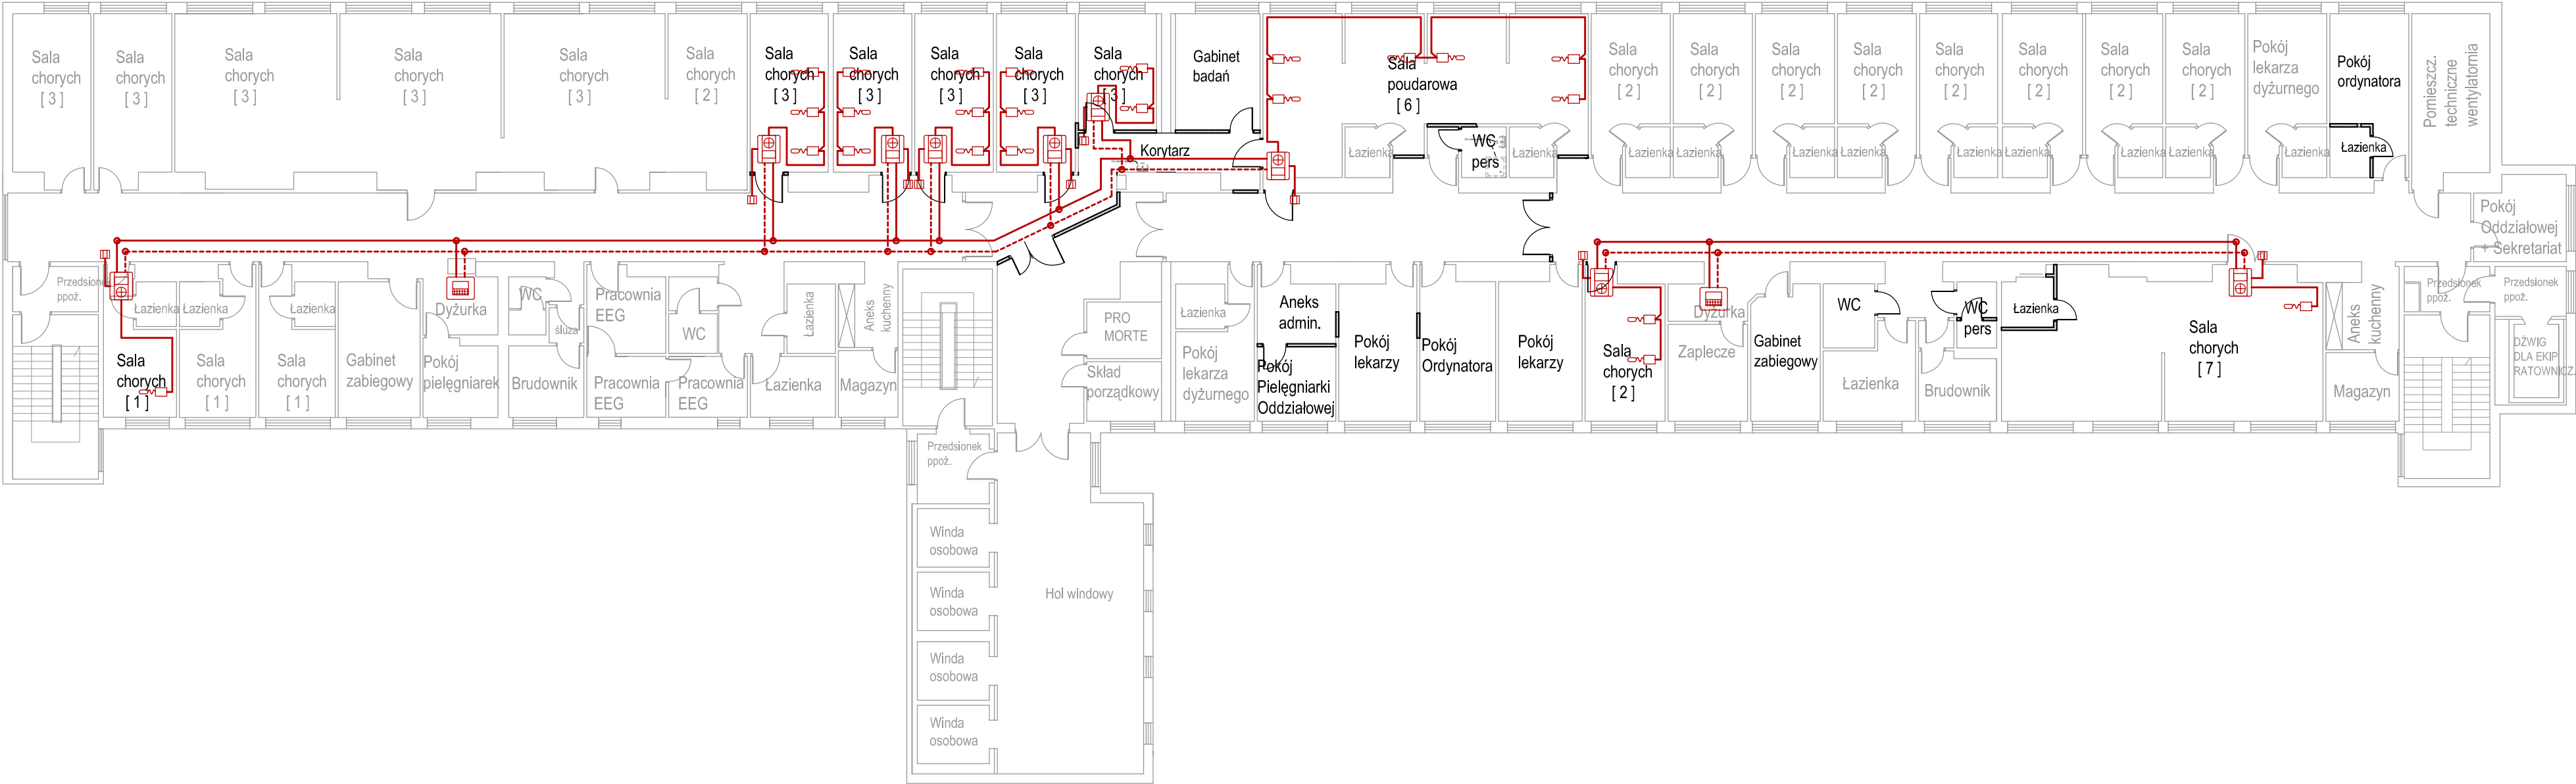 Sala
chorych
[ 3 ]
Sala
chorych
[ 3 ]
Sala
chorych
[ 3 ]
Sala
chorych
[ 3 ]
Sala
chorych
[ 3 ]
Sala
chorych
[ 2 ]
Sala
chorych
[ 3 ]
Sala
chorych
[ 3 ]
Sala
chorych
[ 3 ]
Sala
chorych
[ 3 ]
Sala
chorych
[ 3 ]
Gabinet
badań
Korytarz
Sala
poudarowa
[ 6 ]
Łazienka
WC
pers
Łazienka
Sala
chorych
[ 2 ]
Sala
chorych
[ 2 ]
Sala
chorych
[ 2 ]
Sala
chorych
[ 2 ]
Sala
chorych
[ 2 ]
Sala
chorych
[ 2 ]
Sala
chorych
[ 2 ]
Sala
chorych
[ 2 ]
Łazienka
Łazienka
Łazienka
Łazienka
Łazienka
Łazienka
Łazienka
Łazienka
Pokój
lekarza
dyżurnego
Łazienka
Pokój
ordynatora
Łazienka
Pomieszcz.
techniczne
wentylatornia
Pokój
Oddziałowej
+ Sekretariat
Przedsionek
ppoż.
Łazienka
Łazienka
Sala
chorych
[ 1 ]
Sala
chorych
[ 1 ]
Łazienka
Sala
chorych
[ 1 ]
Gabinet
zabiegowy
Dyżurka
Pokój
pielęgniarek
WC
śluza
Brudownik
Pracownia
EEG
WC
Pracownia
EEG
Pracownia
EEG
Łazienka
Łazienka
Aneks
kuchenny
Magazyn
PRO
MORTE
Skład
porządkowy
Łazienka
Pokój
lekarza
dyżurnego
Aneks
admin.
Pokój
Pielęgniarki
Oddziałowej
Pokój
lekarzy
Pokój
Ordynatora
Pokój
lekarzy
Sala
chorych
[ 2 ]
Dyżurka
Zaplecze
Gabinet
zabiegowy
WC
Łazienka
WC
pers
Brudownik
Łazienka
Sala
chorych
[ 7 ]
Aneks
kuchenny
Magazyn
Przedsionek
ppoż.
Przedsionek
ppoż.
DŹWIG
DLA EKIP
RATOWNICZ.
Przedsionek
ppoż.
Winda
osobowa
Winda
osobowa
Winda
osobowa
Winda
osobowa
Hol windowy